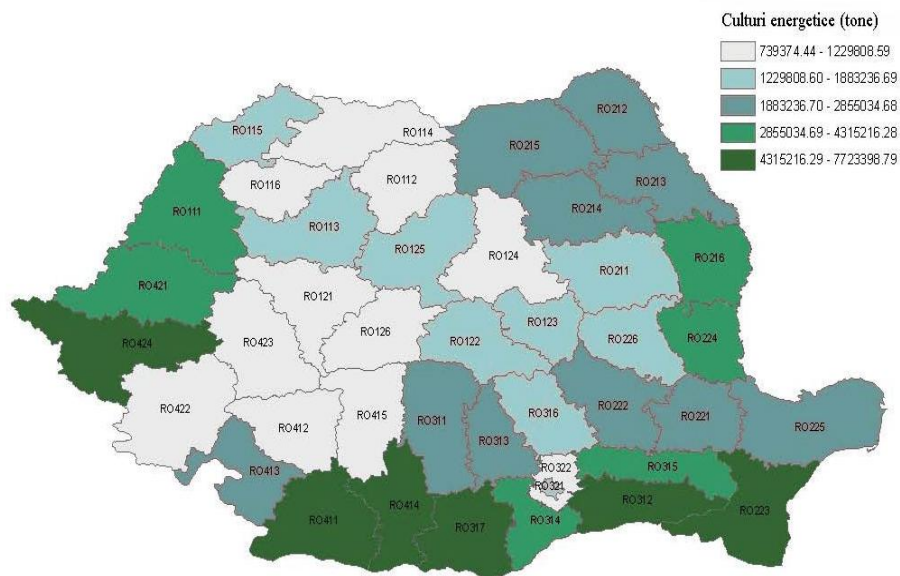 Culturi energetice (tone)
739374.44 - 1229808.59
1229808.60 - 1883236.69
1883236.70 - 2855034.68
2855034.69 - 4315216.28
4315216.29 - 7723398.79
RO115
RO114
RO212
RO215
RO116
RO112
RO213
RO111
RO214
RO113
RO125
RO124
RO211
RO216
RO421
RO121
RO123
RO126
RO424
RO423
RO122
RO226
RO224
RO422
RO415
RO316
RO222
RO221
RO225
RO412
RO311
RO313
RO413
RO322
RO315
RO321
RO411
RO414
RO317
RO314
RO312
RO223